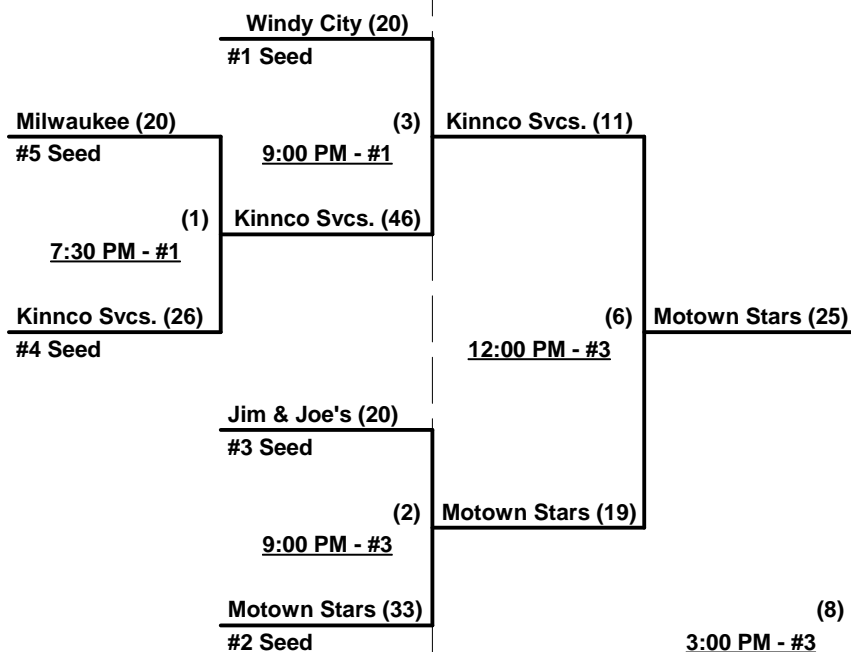 Windy City (20)
#1 Seed
Milwaukee (20)
(3)
Kinnco Svcs. (11)
#5 Seed
9:00 PM - #1
(1)
Kinnco Svcs. (46)
7:30 PM - #1
Kinnco Svcs. (26)
(6)
Motown Stars (25)
#4 Seed
12:00 PM - #3
Jim & Joe's (20)
#3 Seed
(2)
Motown Stars (19)
9:00 PM - #3
Motown Stars (33)
(8)
#2 Seed
3:00 PM - #3